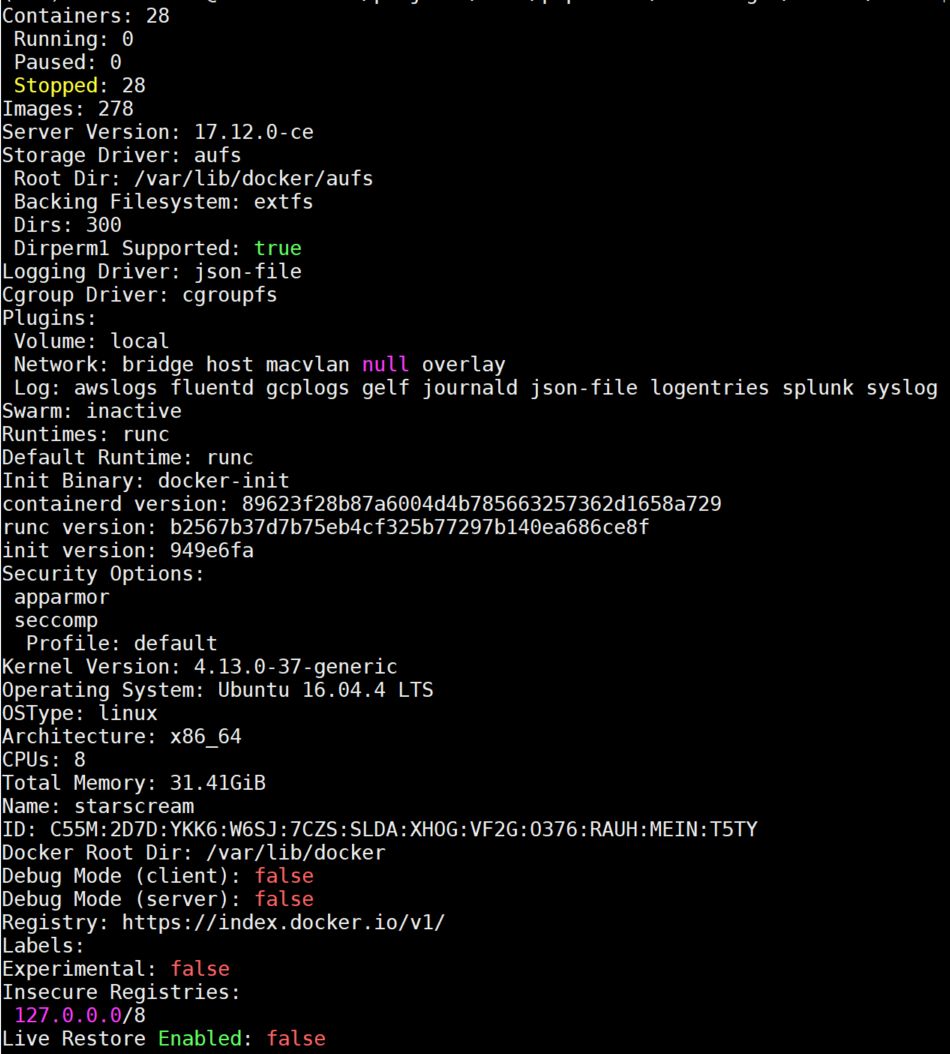 Containers: 28
Running: 0
Paused: 0
Stopped: 28
Images: 278
Server Version: 17.12.0-ce
Storage Driver: aufs
Root Dir: /var/lib/docker/aufs
Backing Filesystem: extfs
Dirs: 300
Dirperm1 Supported: true
Logging Driver: json-file
Cgroup Driver: cgroupfs
Plugins:
Volume: local
Network: bridge host macvlan null overlay
Log: awslogs fluentd gcplogs gelf journald json-file logentries splunk syslog
Swarm: inactive
Runtimes: runc
Default Runtime: runc
Init Binary: docker-init
containerd version: 89623f28b87a6004d4b785663257362d1658a729
runc version: b2567b37d7b75eb4cf325b77297b140ea686ce8f
init version: 949e6fa
Security Options:
apparmor
seccomp
Profile: default
Kernel Version: 4.13.0-37-generic
Operating System: Ubuntu 16.04.4 LTS
OSType: linux
Architecture: x86_64
CPUs: 8
Total Memory: 31.41GiB
Name: starscream
ID: C55M:2D7D:YKK6:W6SJ:7CZS:SLDA:XHOG:VF2G:O376:RAUH:MEIN:T5TY
Docker Root Dir: /var/lib/docker
Debug Mode (client): false
Debug Mode (server): false
Registry: https://index.docker.io/v1/
Labels:
Experimental: false
Insecure Registries:
127.0.0.0/8
Live Restore Enabled: false